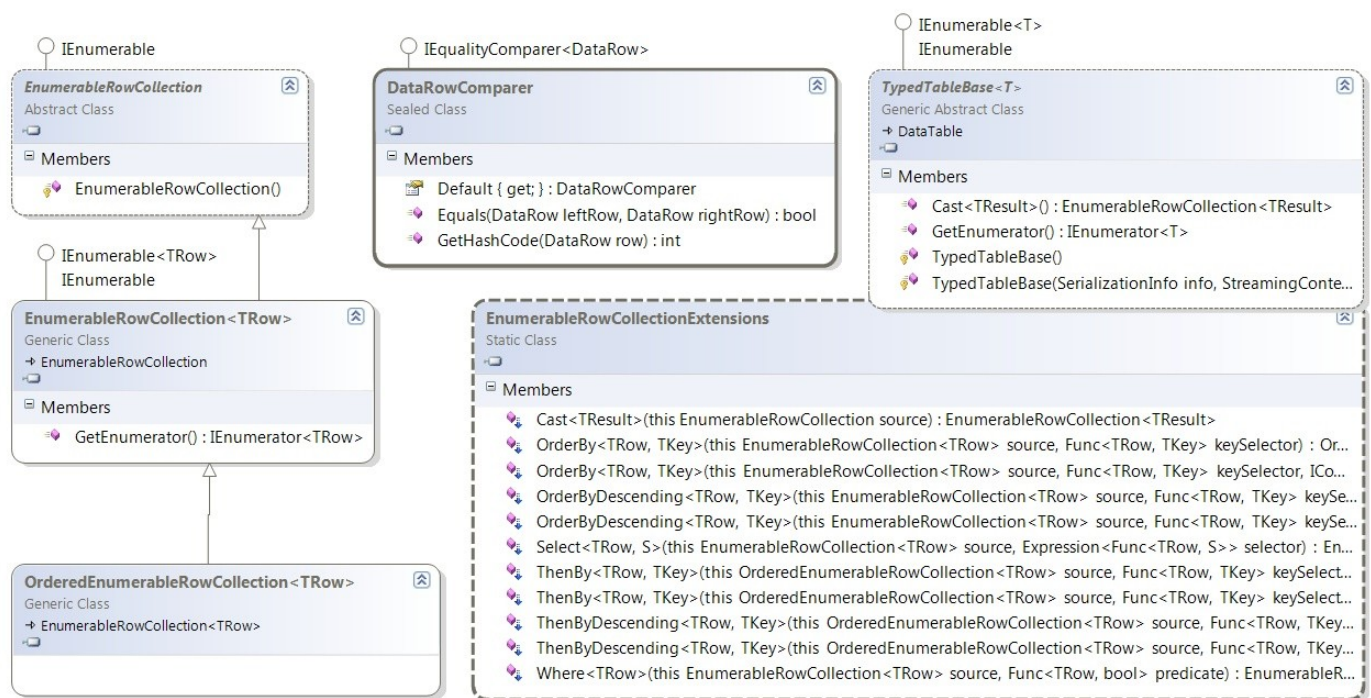 IEnumerable
EnumerableRowCollection
Abstract Class
Members
EnumerableRowCollection()
IEnumerable<TRow>
IEnumerable
EnumerableRowCollection<TRow>
Generic Class
EnumerableRowCollection
Members
GetEnumerator() : IEnumerator<TRow>
OrderedEnumerableRowCollection<TRow>
Generic Class
EnumerableRowCollection<TRow>
IEqualityComparer<DataRow>
DataRowComparer
Sealed Class
Members
Default { get; } : DataRowComparer
Equals(DataRow leftRow, DataRow rightRow) : bool
GetHashCode(DataRow row) : int
IEnumerable<T>
IEnumerable
TypedTableBase<T>
Generic Abstract Class
DataTable
Members
Cast<TResult>() : EnumerableRowCollection<TResult>
GetEnumerator() : IEnumerator<T>
TypedTableBase()
TypedTableBase(SerializationInfo info, StreamingConte...
EnumerableRowCollectionExtensions
Static Class
Members
Cast<TResult>(this EnumerableRowCollection source) : EnumerableRowCollection<TResult>
OrderBy<TRow, TKey>(this EnumerableRowCollection<TRow> source, Func<TRow, TKey> keySelector) : Or...
OrderBy<TRow, TKey>(this EnumerableRowCollection<TRow> source, Func<TRow, TKey> keySelector, ICo...
OrderByDescending<TRow, TKey>(this EnumerableRowCollection<TRow> source, Func<TRow, TKey> keySe...
OrderByDescending<TRow, TKey>(this EnumerableRowCollection<TRow> source, Func<TRow, TKey> keySe...
Select<TRow, S>(this EnumerableRowCollection<TRow> source, Expression<Func<TRow, S>> selector) : En...
ThenBy<TRow, TKey>(this OrderedEnumerableRowCollection<TRow> source, Func<TRow, TKey> keySelect...
ThenBy<TRow, TKey>(this OrderedEnumerableRowCollection<TRow> source, Func<TRow, TKey> keySelect...
ThenByDescending<TRow, TKey>(this OrderedEnumerableRowCollection<TRow> source, Func<TRow, TKey...
ThenByDescending<TRow, TKey>(this OrderedEnumerableRowCollection<TRow> source, Func<TRow, TKey...
Where<TRow>(this EnumerableRowCollection<TRow> source, Func<TRow, bool> predicate) : EnumerableR...